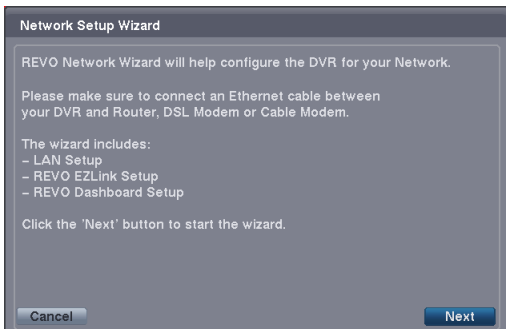 Network Setup Wizard
REVO Network Wizard will help configure the DVR for your Network.
Please make sure to connect an Ethernet cable between
your DVR and Router, DSL Modem or Cable Modem.
The wizard includes:
– LAN Setup
– REVO EZLink Setup
– REVO Dashboard Setup
Click the 'Next' button to start the wizard.
Cancel
Next